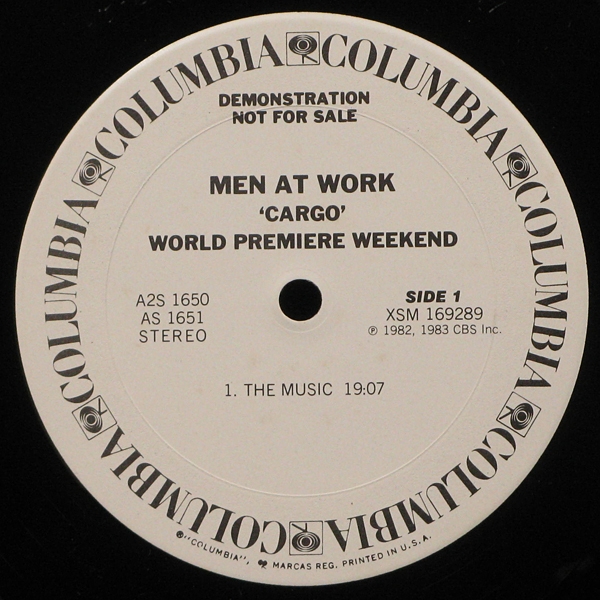 COLUMBIA COLUMBIA COLUMBIA COLUMBIA COLUMBIA COLUMBIA COLUMBIA COLUMBIA
DEMONSTRATION
NOT FOR SALE
MEN AT WORK
‘CARGO’
WORLD PREMIERE WEEKEND
A2S 1650
AS 1651
STEREO
SIDE 1
XSM 169289
℗ 1982, 1983 CBS Inc.
1. THE MUSIC 19:07
®"COLUMBIA", MARCAS REG. PRINTED IN U.S.A.